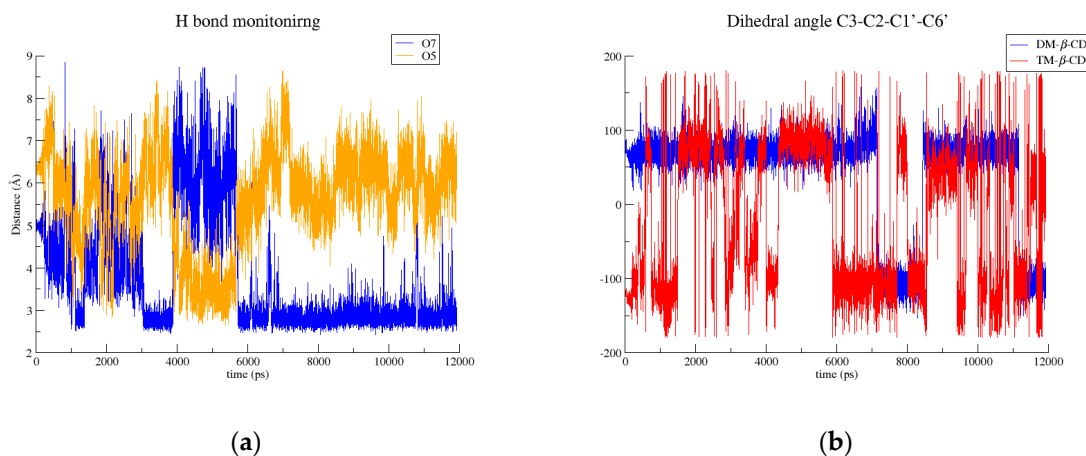 H bond monitonirng
O7
O5
9
8
7
6
5
4
3
2
Distance (Å)
0
2000
4000
6000
8000
10000
12000
time (ps)
(a)
Dihedral angle C3-C2-C1’-C6’
DM-β-CD
TM-β-CD
200
100
0
-100
-200
0
2000
4000
6000
8000
10000
12000
time (ps)
(b)